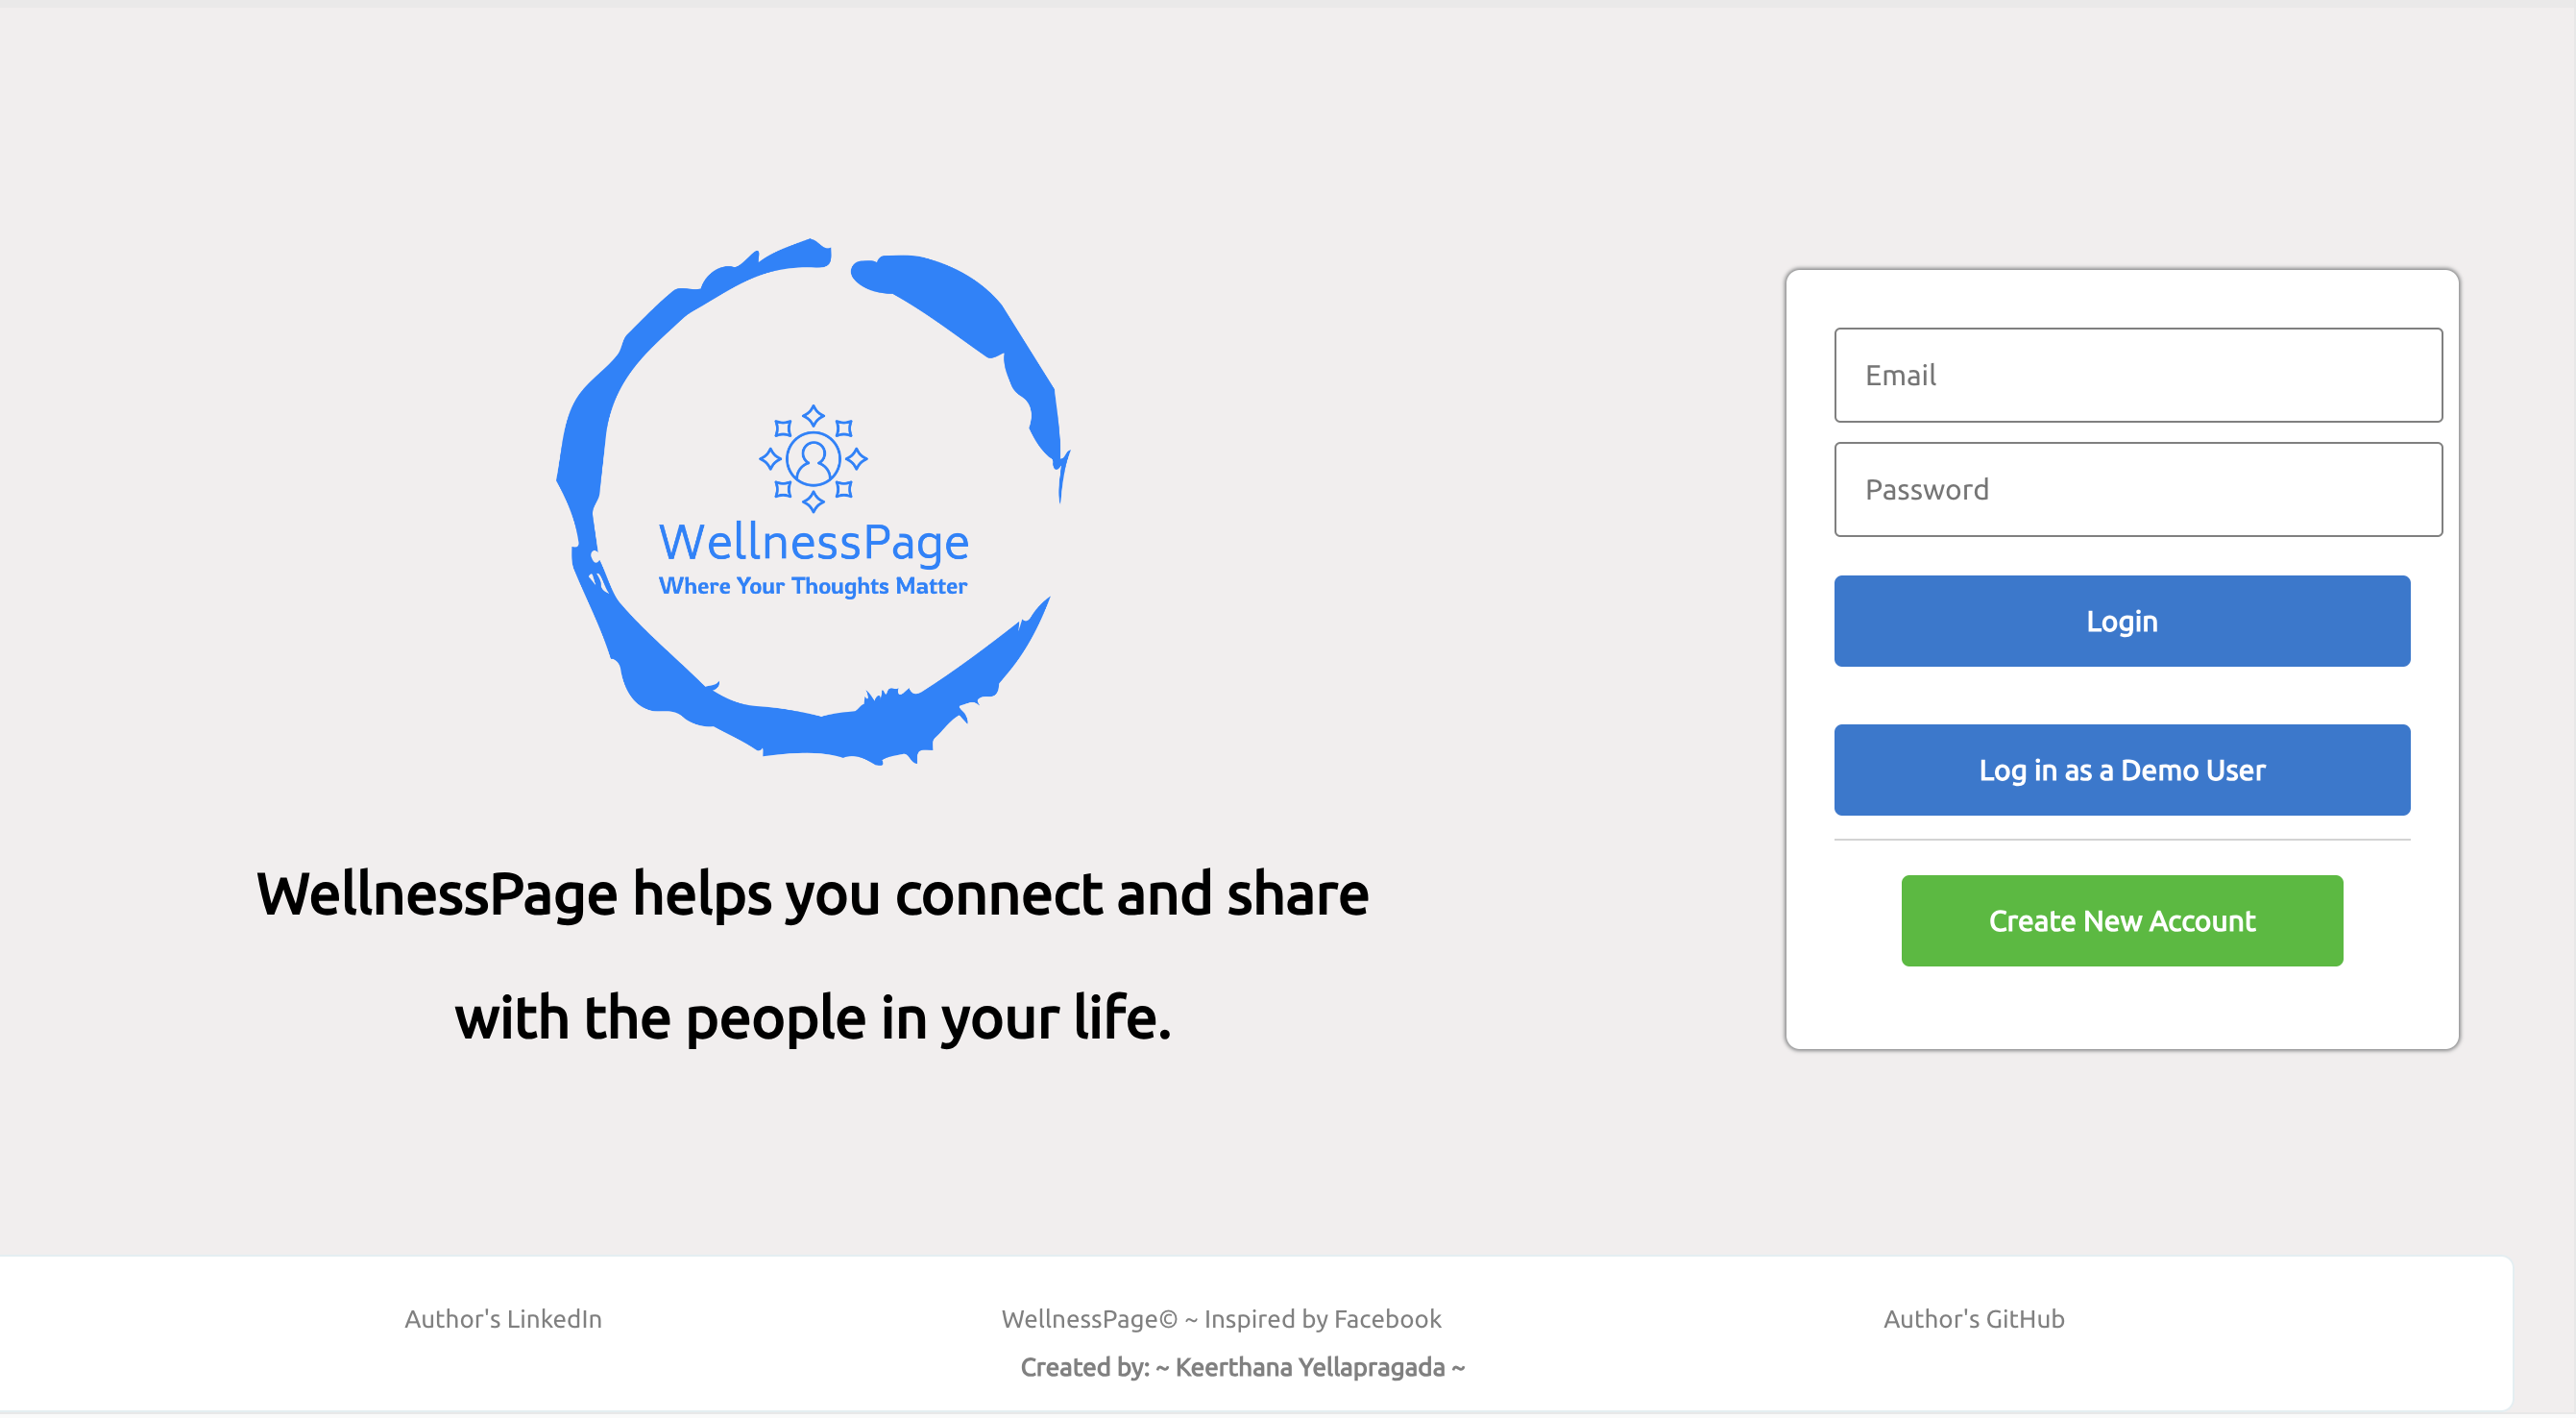 WellnessPage
Where Your Thoughts Matter
WellnessPage helps you connect and share
with the people in your life.
Email
Password
Login
Log in as a Demo User
Create New Account
Author's LinkedIn
WellnessPage© ~ Inspired by Facebook
Author's GitHub
Created by: ~ Keerthana Yellapragada ~